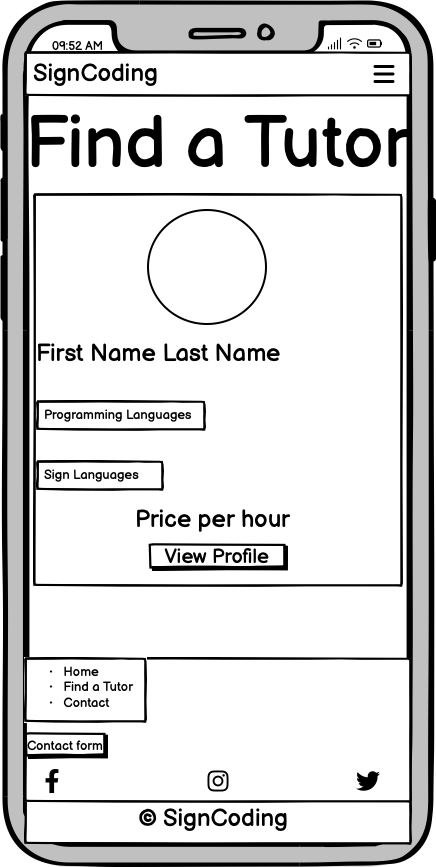 09:52 AM
SignCoding
Find a Tutor
First Name Last Name
Programming Languages
Sign Languages
Price per hour
View Profile
· Home
· Find a Tutor
· Contact
Contact form
© SignCoding